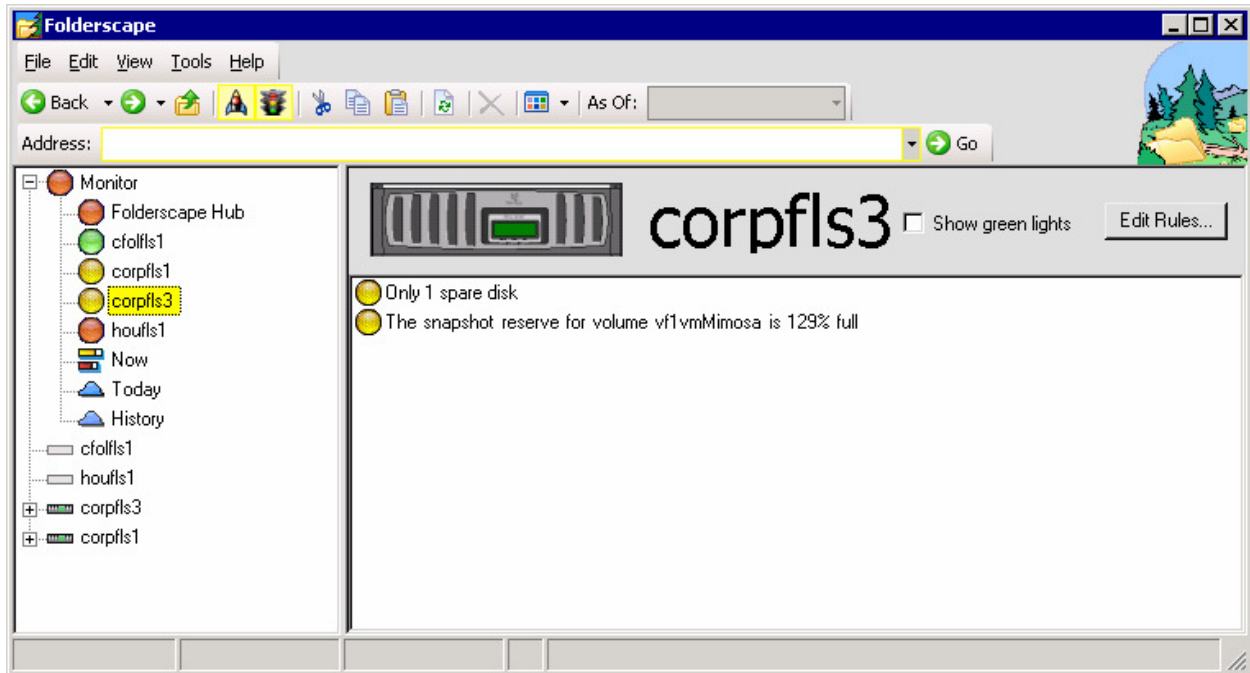 Folderscape
File Edit View Tools Help
Back As Of:
Address: Go
Monitor
Folderscape Hub
cfolfls1
corpfls1
corpfls3
houfls1
Now
Today
History
cfolfls1
houfls1
corpfls3
corpfls1
corpfls3 Show green lights Edit Rules...
Only 1 spare disk
The snapshot reserve for volume vf1vmMimosa is 129% full